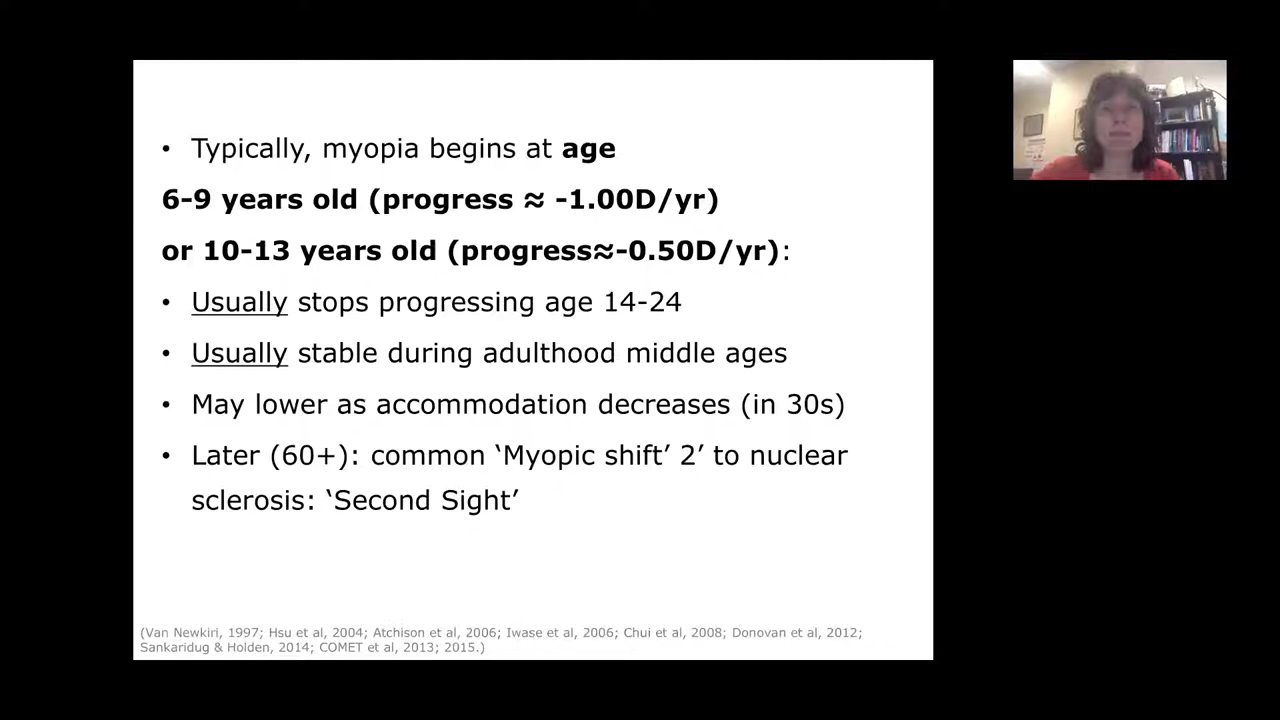 • Typically, myopia begins at age
6-9 years old (progress ≈ -1.00D/yr)
or 10-13 years old (progress≈-0.50D/yr):
• Usually stops progressing age 14-24
• Usually stable during adulthood middle ages
• May lower as accommodation decreases (in 30s)
• Later (60+): common ‘Myopic shift’ 2’ to nuclear
sclerosis: ‘Second Sight’
(Van Newkiri, 1997; Hsu et al, 2004; Atchison et al, 2006; Iwase et al, 2006; Chui et al, 2008; Donovan et al, 2012;
Sankaridug & Holden, 2014; COMET et al, 2013; 2015.)